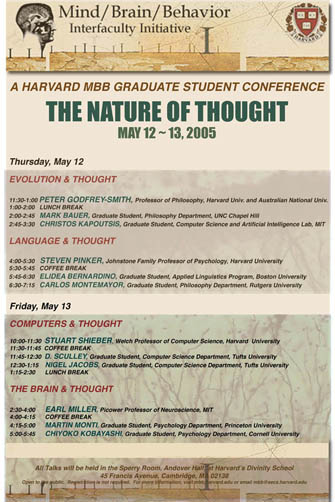 Mind/Brain/Behavior
Interfaculty Initiative
A HARVARD MBB GRADUATE STUDENT CONFERENCE
THE NATURE OF THOUGHT
MAY 12 ~ 13, 2005
Thursday, May 12
EVOLUTION & THOUGHT
11:30-1:00 PETER GODFREY-SMITH, Professor of Philosophy, Harvard Univ. and Australian National Univ.
1:00-2:00 LUNCH BREAK
2:00-2:45 MARK BAUER, Graduate Student, Philosophy Department, UNC Chapel Hill
2:45-3:30 CHRISTOS KAPOUTSIS, Graduate Student, Computer Science and Artificial Intelligence Lab, MIT
LANGUAGE & THOUGHT
4:00-5:30 STEVEN PINKER, Johnstone Family Professor of Psychology, Harvard University
5:30-5:45 COFFEE BREAK
5:45-6:30 ELIDEA BERNARDINO, Graduate Student, Applied Linguistics Program, Boston University
6:30-7:15 CARLOS MONTEMAYOR, Graduate Student, Philosophy Department, Rutgers University
Friday, May 13
COMPUTERS & THOUGHT
10:00-11:30 STUART SHIEBER, Welch Professor of Computer Science, Harvard University
11:30-11:45 COFFEE BREAK
11:45-12:30 D. SCULLEY, Graduate Student, Computer Science Department, Tufts University
12:30-1:15 NIGEL JACOBS, Graduate Student, Computer Science Department, Tufts University
1:15-2:30 LUNCH BREAK
THE BRAIN & THOUGHT
2:30-4:00 EARL MILLER, Picower Professor of Neuroscience, MIT
4:00-4:15 COFFEE BREAK
4:15-5:00 MARTIN MONTI, Graduate Student, Psychology Department, Princeton University
5:00-5:45 CHIYOKO KOBAYASHI, Graduate Student, Psychology Department, Cornell University
All Talks will be held in the Sperry Room, Andover Hall at Harvard's Divinity School
45 Francis Avenue, Cambridge, MA 02138
Open to the public. Registration is not required. For more information, visit